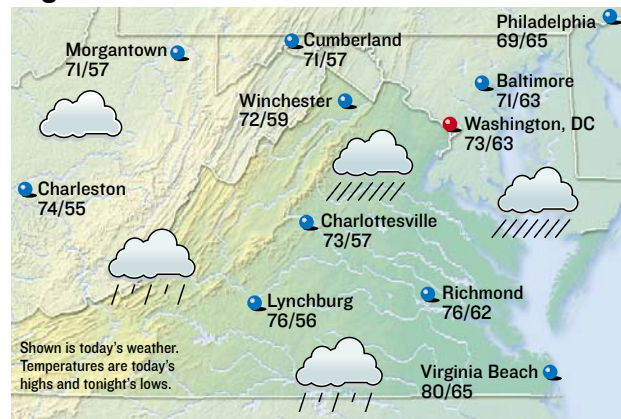 Philadelphia
69/65
Morgantown
71/57
Cumberland
71/57
Baltimore
71/63
Winchester
72/59
Washington, DC
73/63
Charleston
74/55
Charlottesville
73/57
Lynchburg
76/56
Richmond
76/62
Shown is today's weather.
Temperatures are today's
highs and tonight's lows.
Virginia Beach
80/65